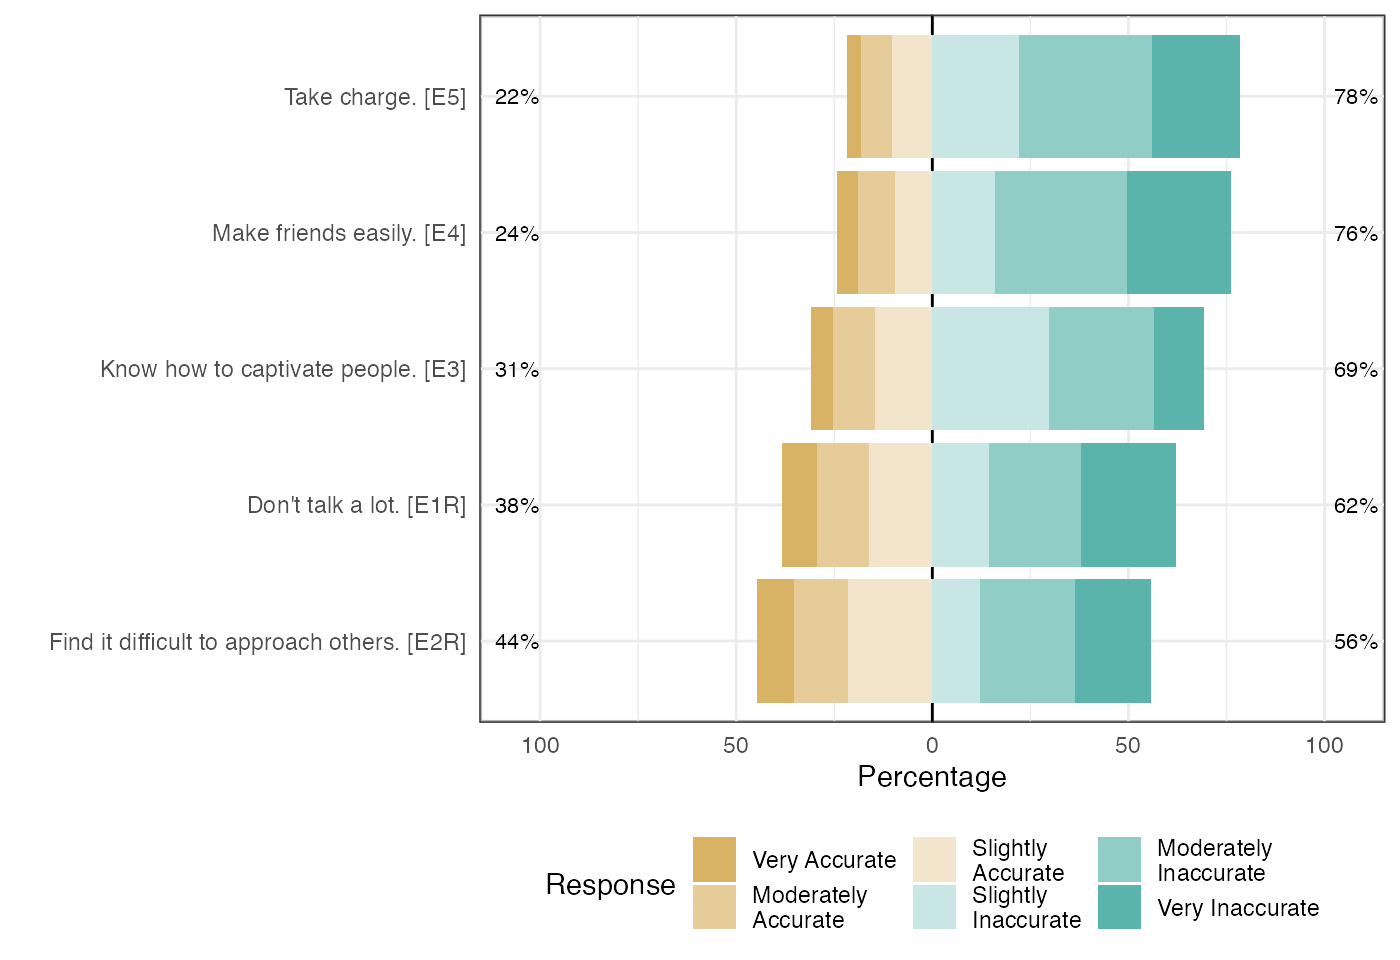 Take charge. [E5] 22% 78%
Make friends easily. [E4] 24% 76%
Know how to captivate people. [E3] 31% 69%
Don't talk a lot. [E1R] 38% 62%
Find it difficult to approach others. [E2R] 44% 56%
100 50 0 50 100
Percentage
Response
Very Accurate
Moderately
Accurate
Slightly
Accurate
Slightly
Inaccurate
Moderately
Inaccurate
Very Inaccurate